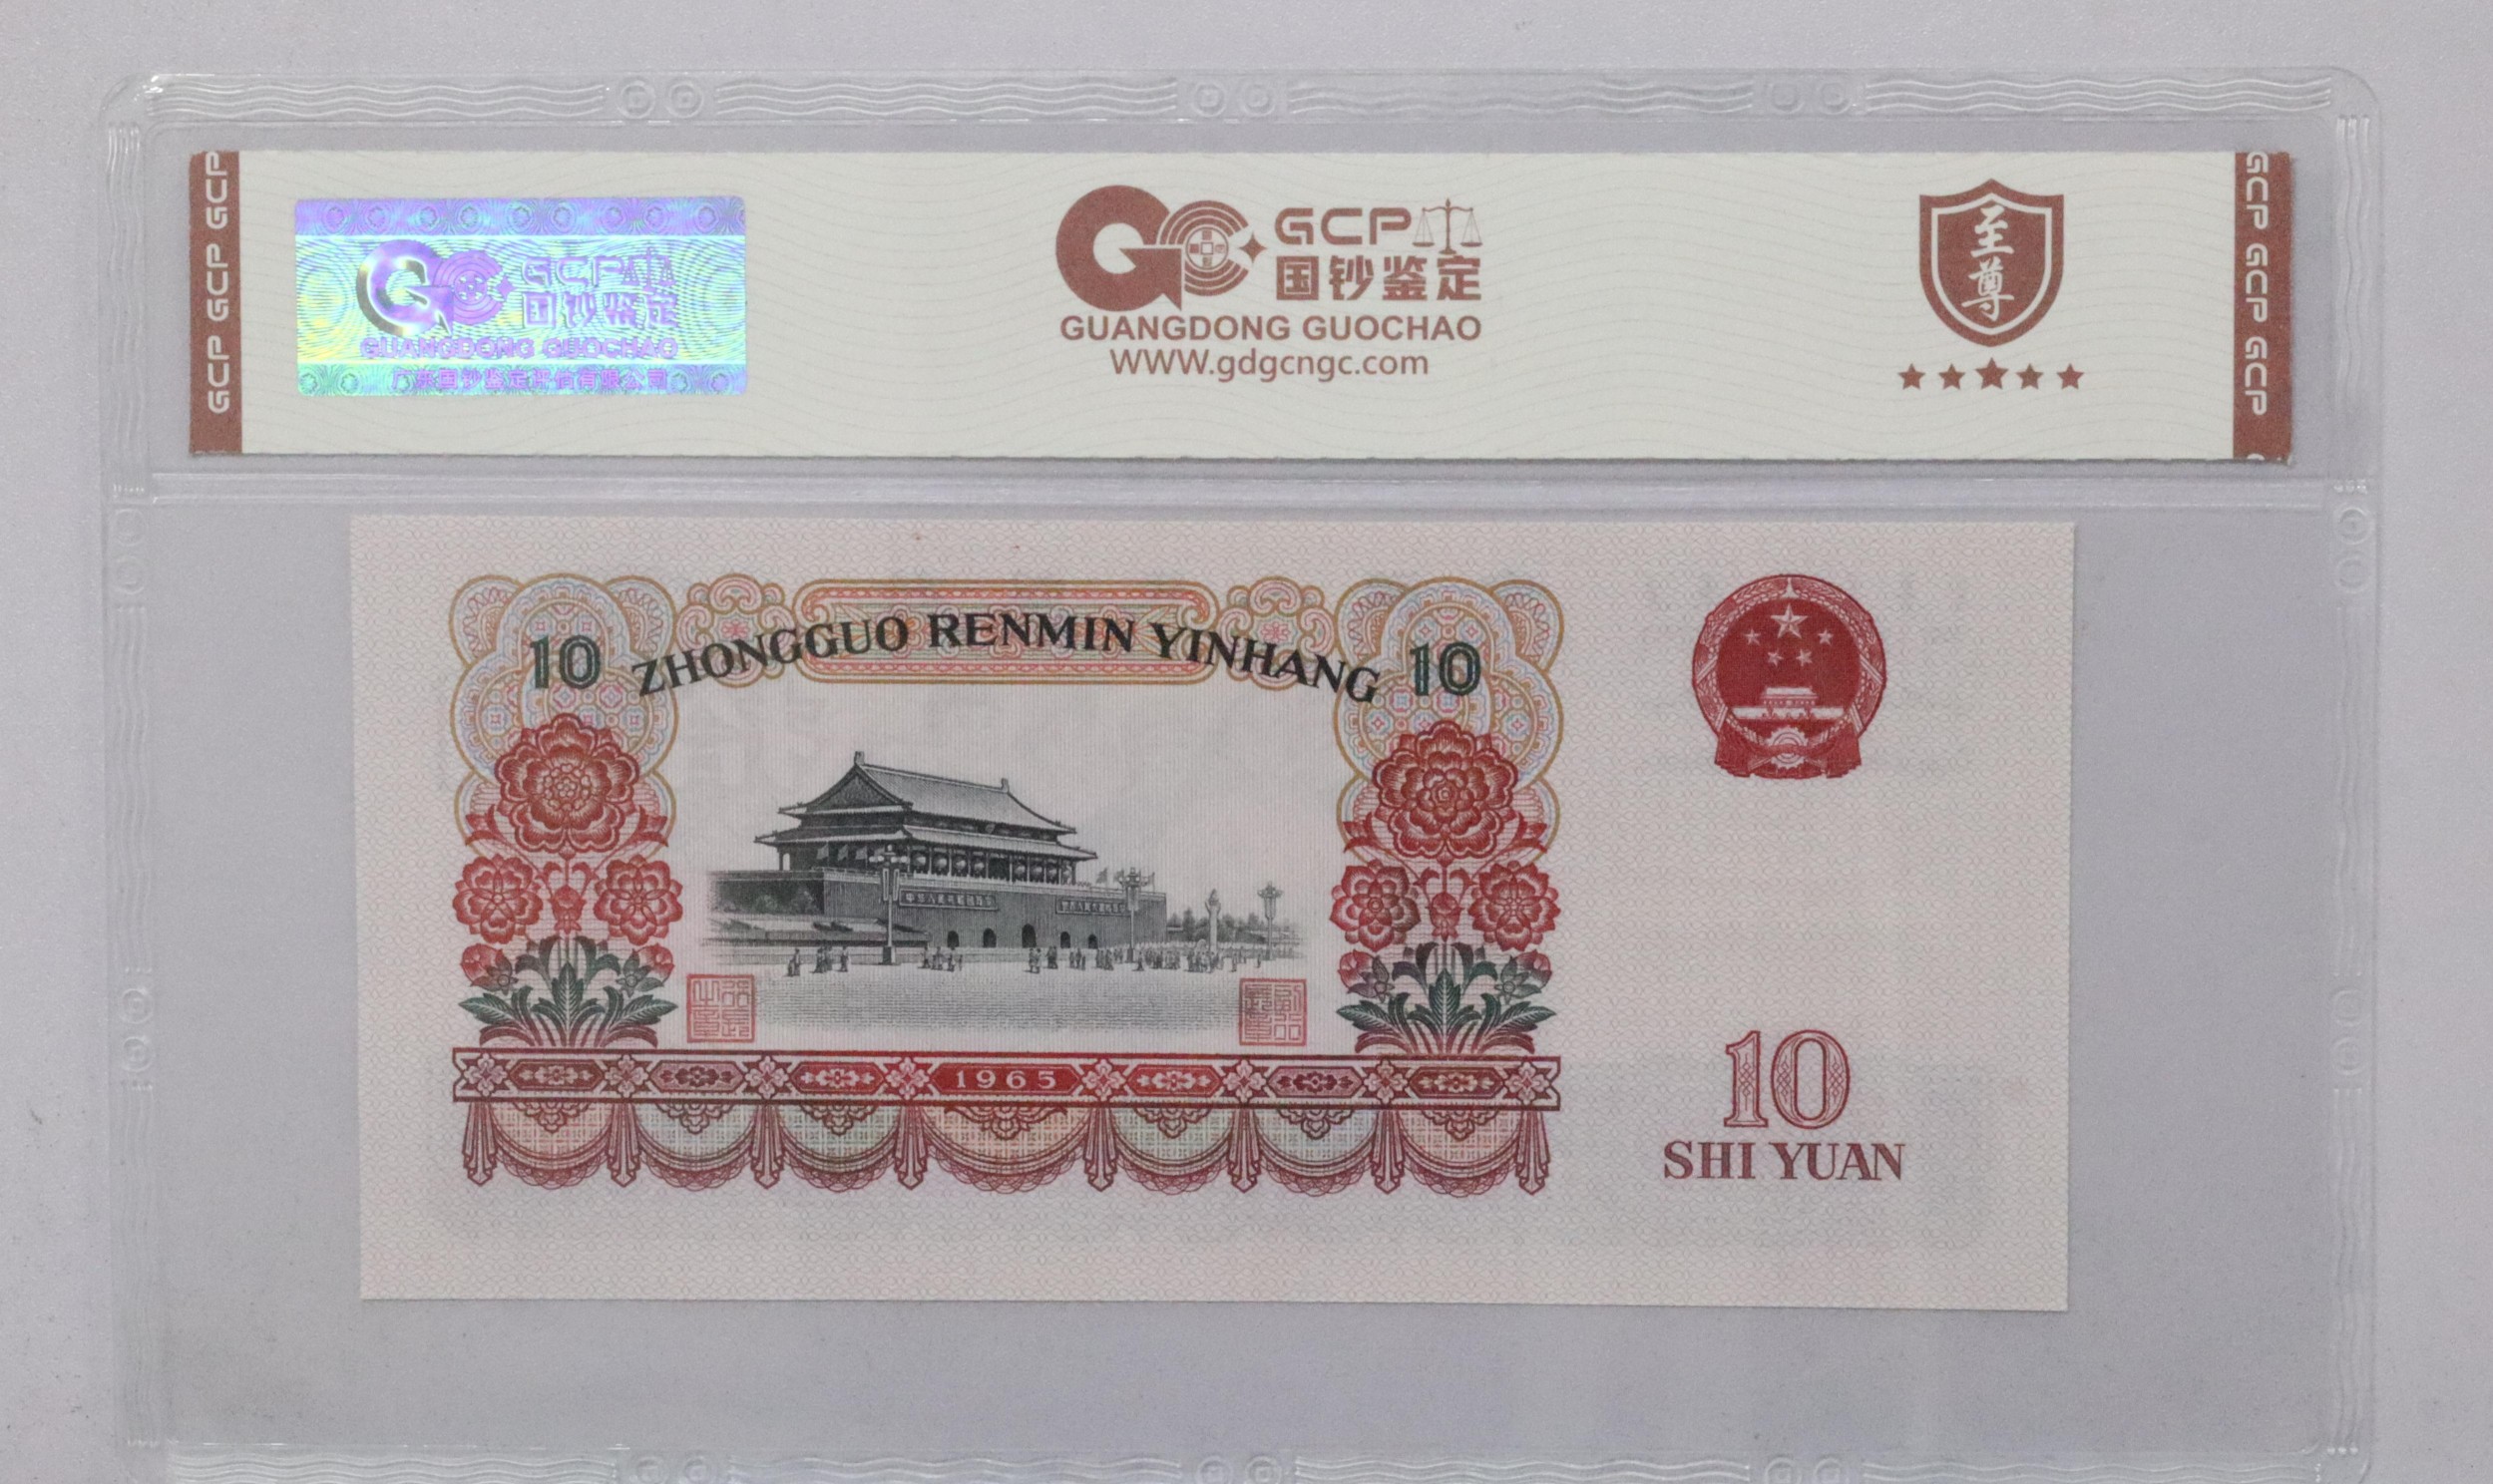 GCP GCP GCP
GCP
国钞鉴定
GUANGDONG GUOCHAO
广东国钞鉴定评估有限公司
GCP
国钞鉴定
GUANGDONG GUOCHAO
WWW.gdgcngc.com
至尊
GCP GCP GCP
10 ZHONGGUO RENMIN YINHANG 10
1965
10
SHI YUAN